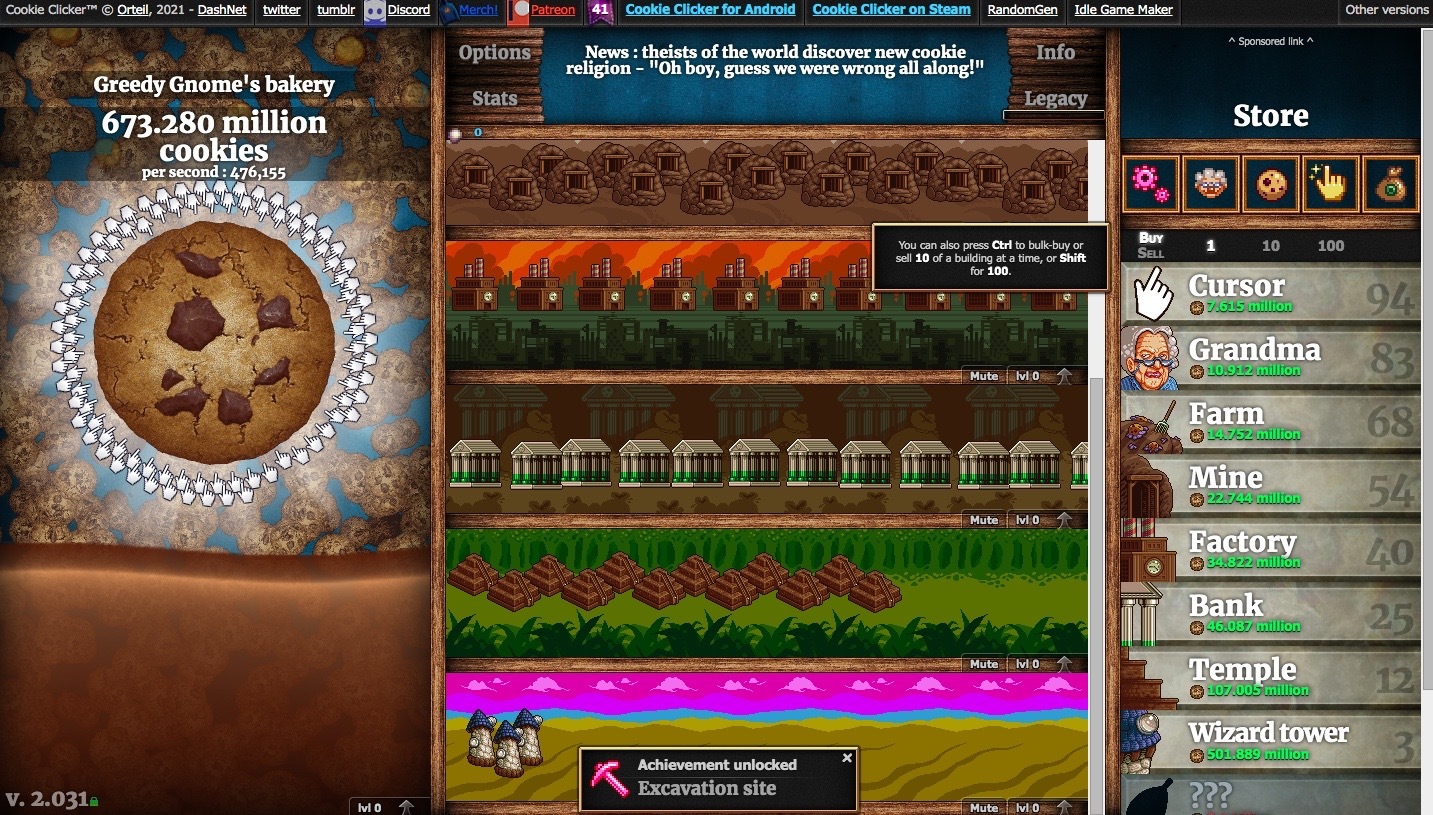 Cookie Clicker™ © Orteil, 2021 - DashNet
twitter
tumblr
Discord
Merch!
Patreon
41
Cookie Clicker for Android
Cookie Clicker on Steam
RandomGen
Idle Game Maker
Other versions
Greedy Gnome's bakery
673.280 million
cookies
per second : 476,155
v. 2.031
lvl 0
Options
Stats
News : theists of the world discover new cookie
religion - "Oh boy, guess we were wrong all along!"
Info
Legacy
0
You can also press Ctrl to bulk-buy or
sell 10 of a building at a time, or Shift
for 100.
Mute lvl 0
Mute lvl 0
Mute lvl 0
Mute lvl 0
Achievement unlocked
Excavation site
^ Sponsored link ^
Store
Buy
Sell
1 10 100
Cursor
7.615 million
94
Grandma
10.912 million
83
Farm
14.752 million
68
Mine
22.744 million
54
Factory
34.822 million
40
Bank
46.087 million
25
Temple
107.005 million
12
Wizard tower
501.889 million
3
???